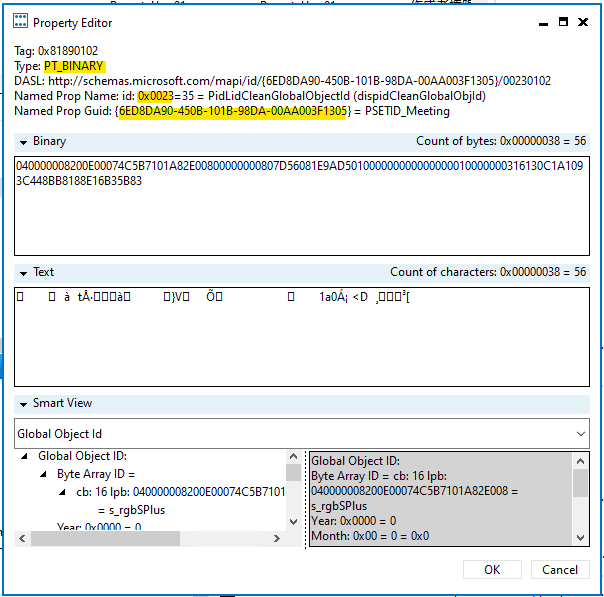 Property Editor
Tag: 0x81890102
Type: PT_BINARY
DASL: http://schemas.microsoft.com/mapi/id/{6ED8DA90-450B-101B-98DA-00AA003F1305}/00230102
Named Prop Name: id: 0x0023=35 = PidLidCleanGlobalObjectId (dispidCleanGlobalObjId)
Named Prop Guid: {6ED8DA90-450B-101B-98DA-00AA003F1305} = PSETID_Meeting
Binary Count of bytes: 0x00000038 = 56
040000008200E00074C5B7101A82E00800000000807D56081E9AD501000000000000000010000000316130C1A1093C448BB8188E16B35B83
Text Count of characters: 0x00000038 = 56
à tÅ· à }V Õ 1a0Á¡ <D ¸ ³[
Smart View
Global Object Id
Global Object ID:
Byte Array ID =
cb: 16 lpb: 040000008200E00074C5B7101
= s_rgbSPlus
Year: 0x0000 = 0
Global Object ID:
Byte Array ID = cb: 16 lpb:
040000008200E00074C5B7101A82E008 =
s_rgbSPlus
Year: 0x0000 = 0
Month: 0x00 = 0 = 0x0
OK Cancel